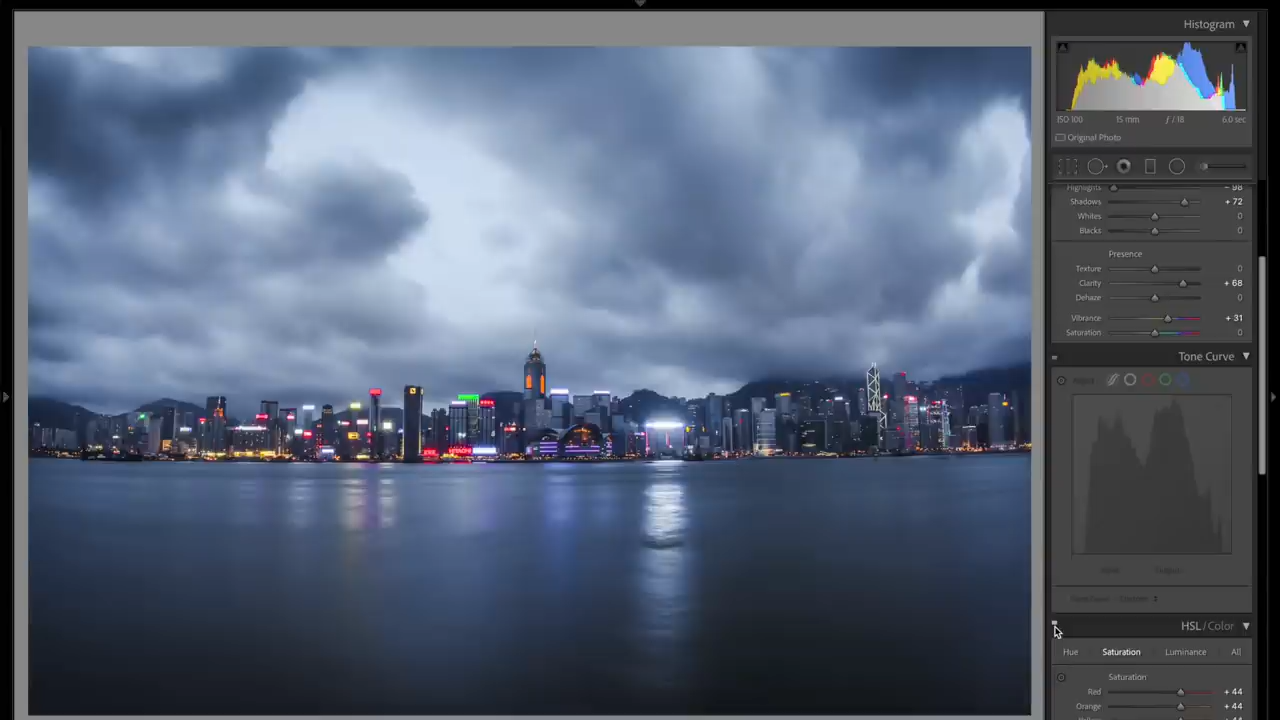 Histogram
ISO 100 15 mm ƒ / 18 6.0 sec
Original Photo
Highlights - 98
Shadows + 72
Whites 0
Blacks 0
Presence
Texture 0
Clarity + 68
Dehaze 0
Vibrance + 31
Saturation 0
Tone Curve
HSL / Color
Hue Saturation Luminance All
Saturation
Red + 44
Orange + 44